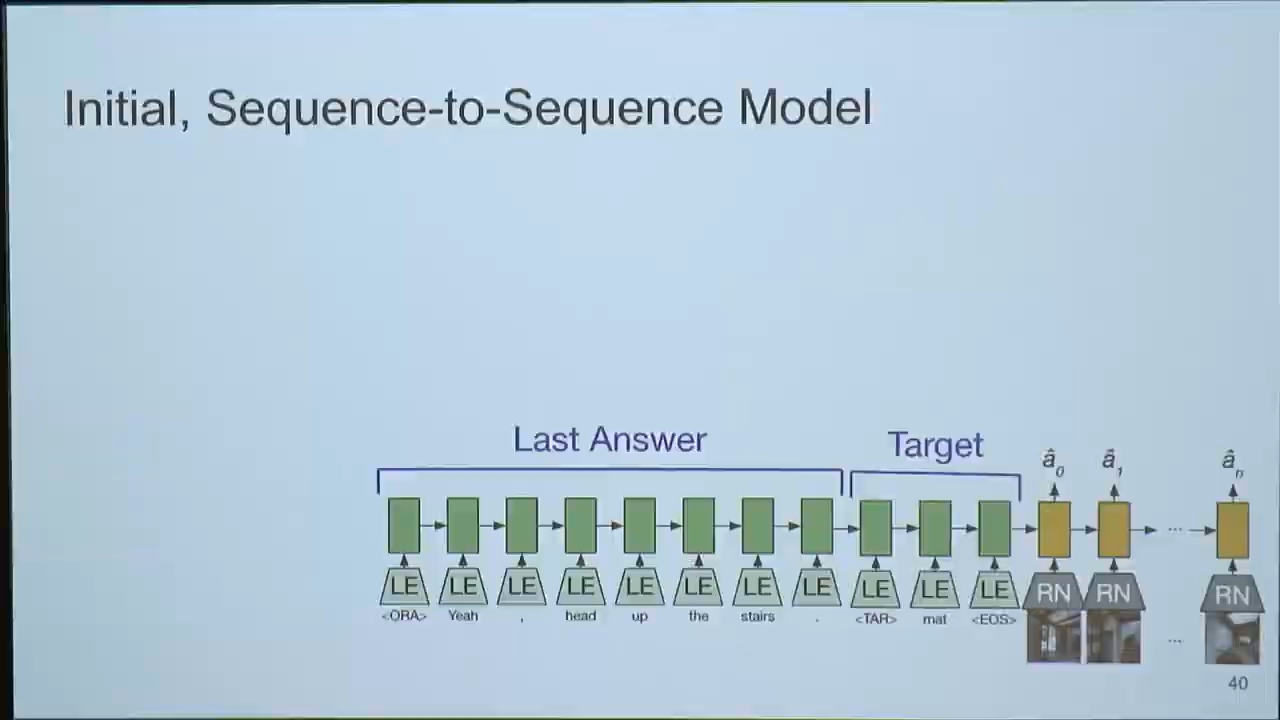 Initial, Sequence-to-Sequence Model
Last Answer Target
â0 â1 ... ân
...
LE LE LE LE LE LE LE LE LE LE LE RN RN RN
<ORA> Yeah , head up the stairs . <TAR> mat <EOS>
...
40